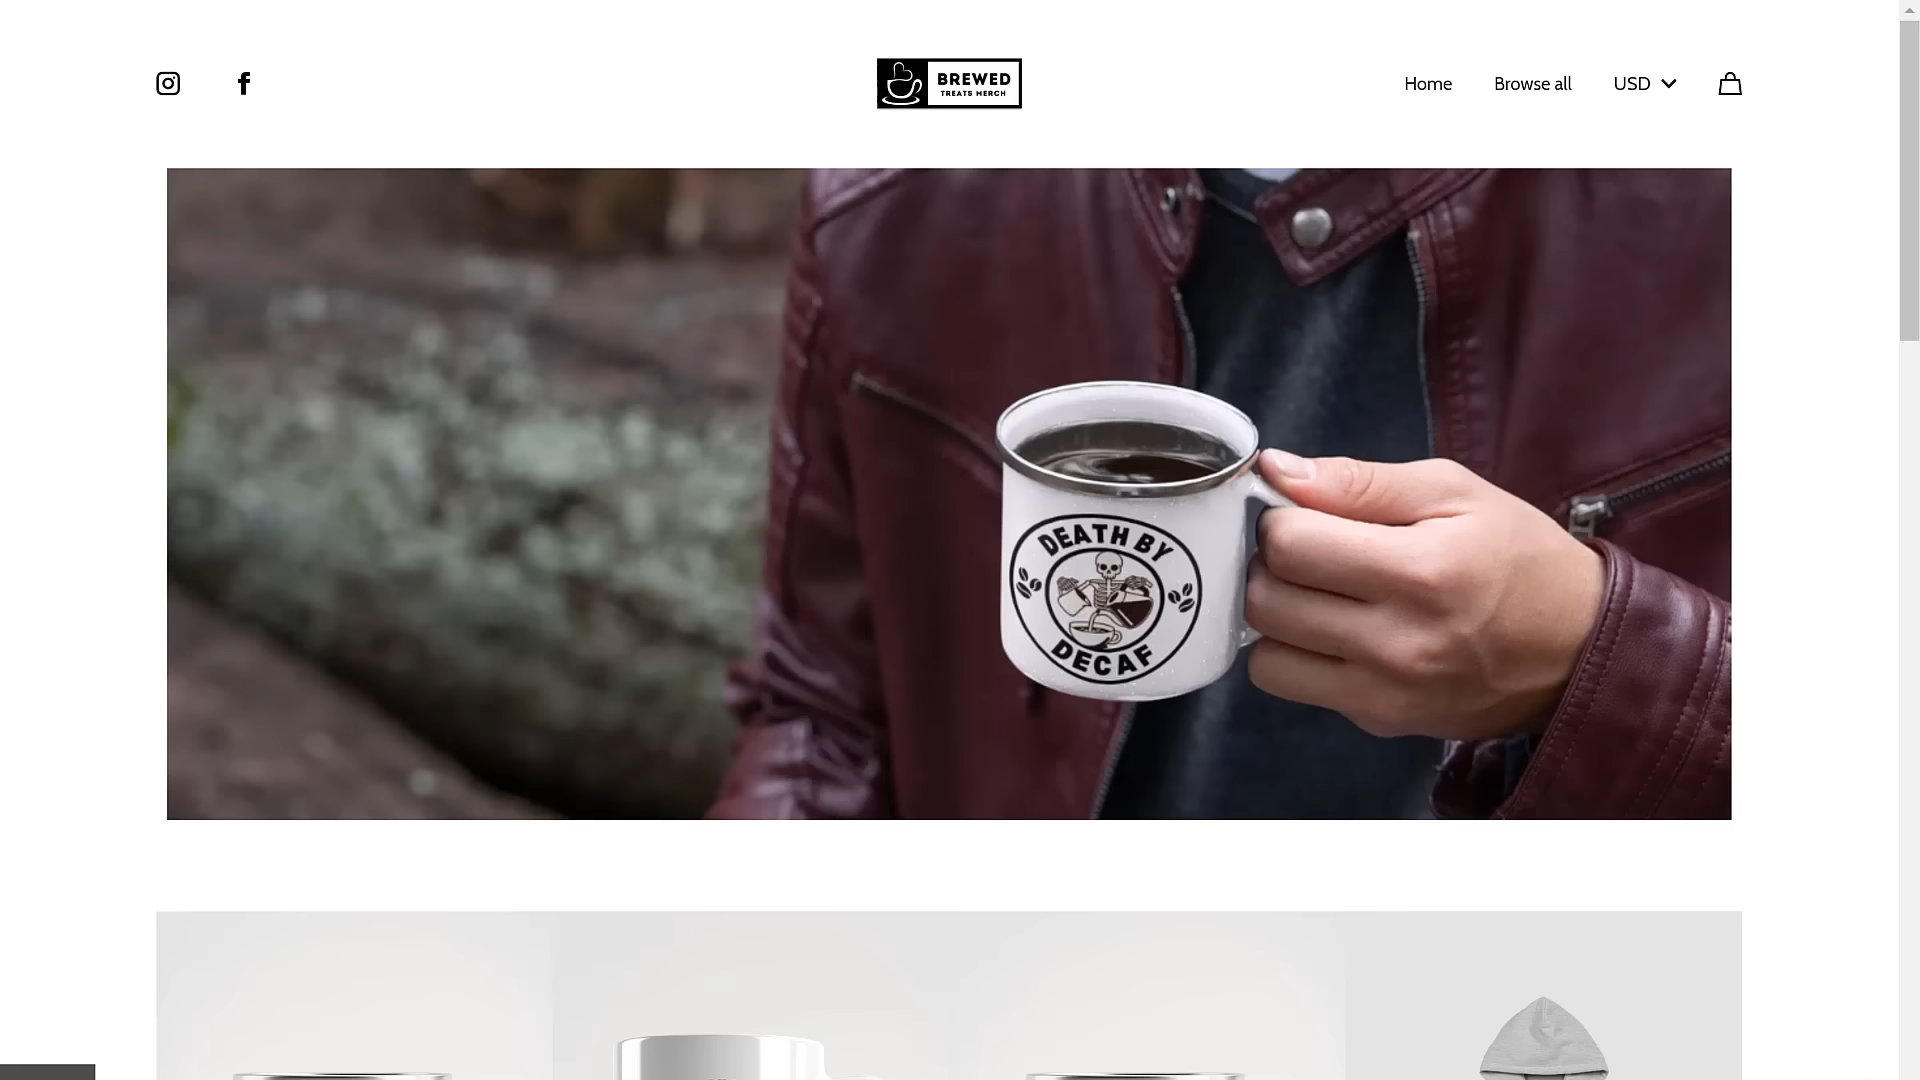 BREWED
TREATS MERCH
Home
Browse all
USD
DEATH BY
DECAF